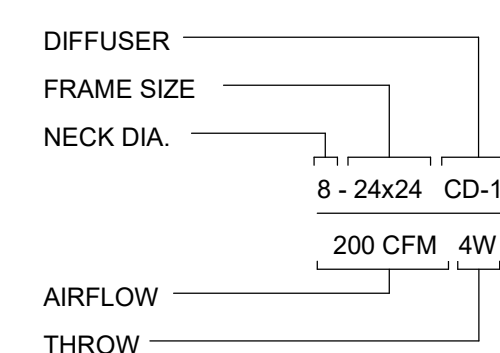 DIFFUSER
FRAME SIZE
NECK DIA.
8 - 24x24 CD-1
200 CFM 4W
AIRFLOW
THROW